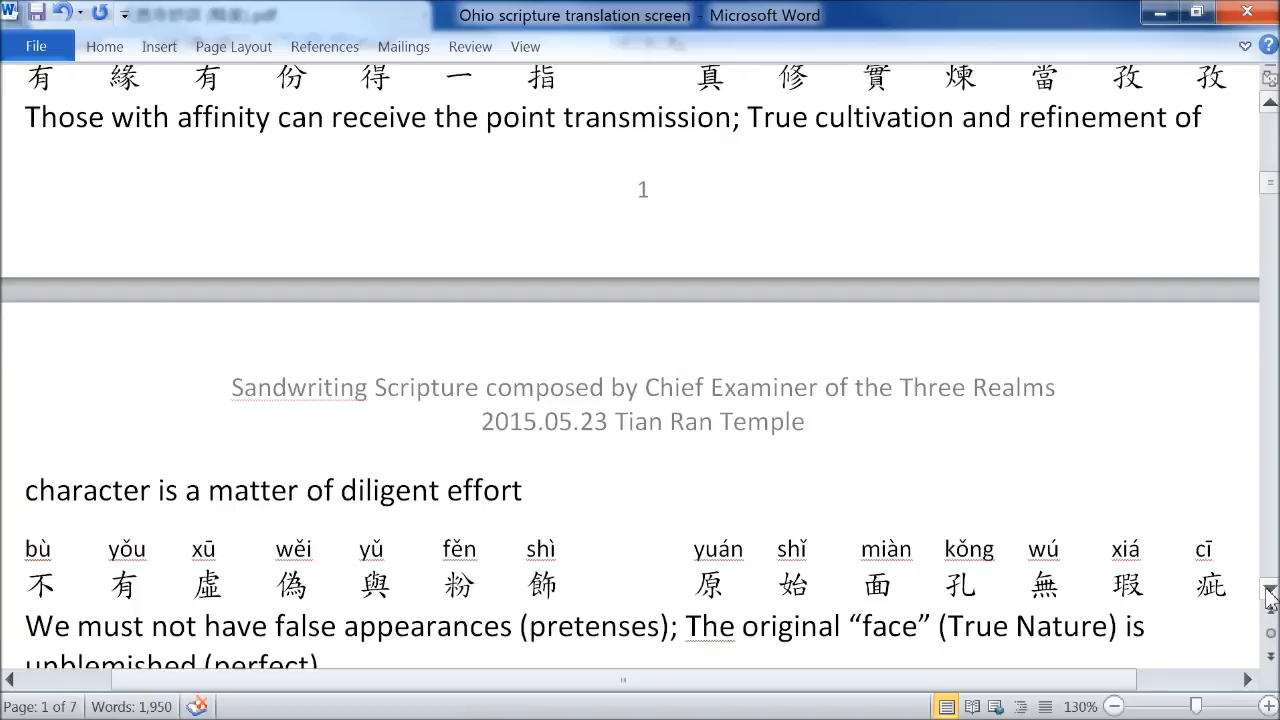 Ohio scripture translation screen - Microsoft Word
File Home Insert Page Layout References Mailings Review View
有 緣 有 份 得 一 指 真 修 實 煉 當 孜 孜
Those with affinity can receive the point transmission; True cultivation and refinement of
1
Sandwriting Scripture composed by Chief Examiner of the Three Realms
2015.05.23 Tian Ran Temple
character is a matter of diligent effort
bù yǒu xū wěi yǔ fěn shì yuán shǐ miàn kǒng wú xiá cī
不 有 虛 偽 與 粉 飾 原 始 面 孔 無 瑕 疵
We must not have false appearances (pretenses); The original “face” (True Nature) is
unblemished (perfect)
Page: 1 of 7 Words: 1,950 130%